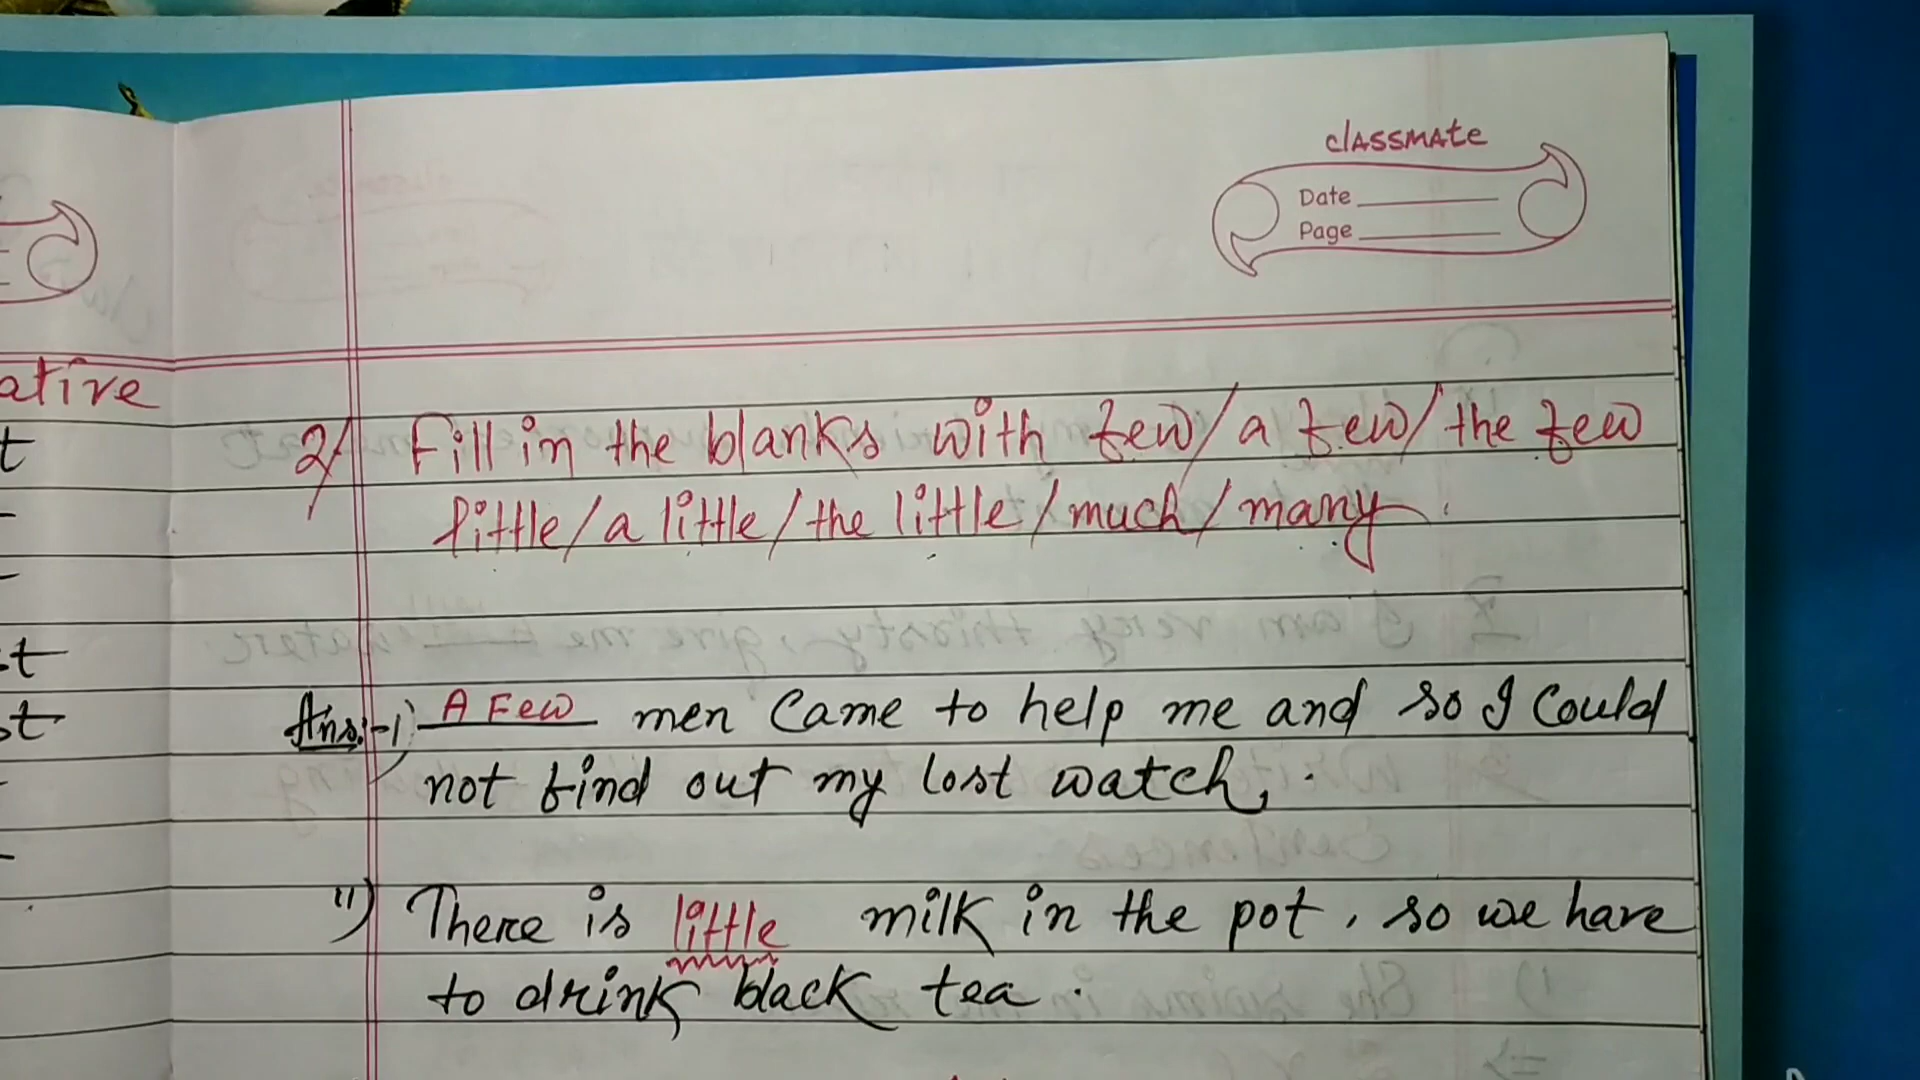 classmate
Date
Page
ative
t
2/ Fill in the blanks with few/a few/the few
little/a little/the little/much/many.
t
t
Ans:-i) A Few men came to help me and so I could
not find out my lost watch.
ii) There is little milk in the pot, so we have
to drink black tea.